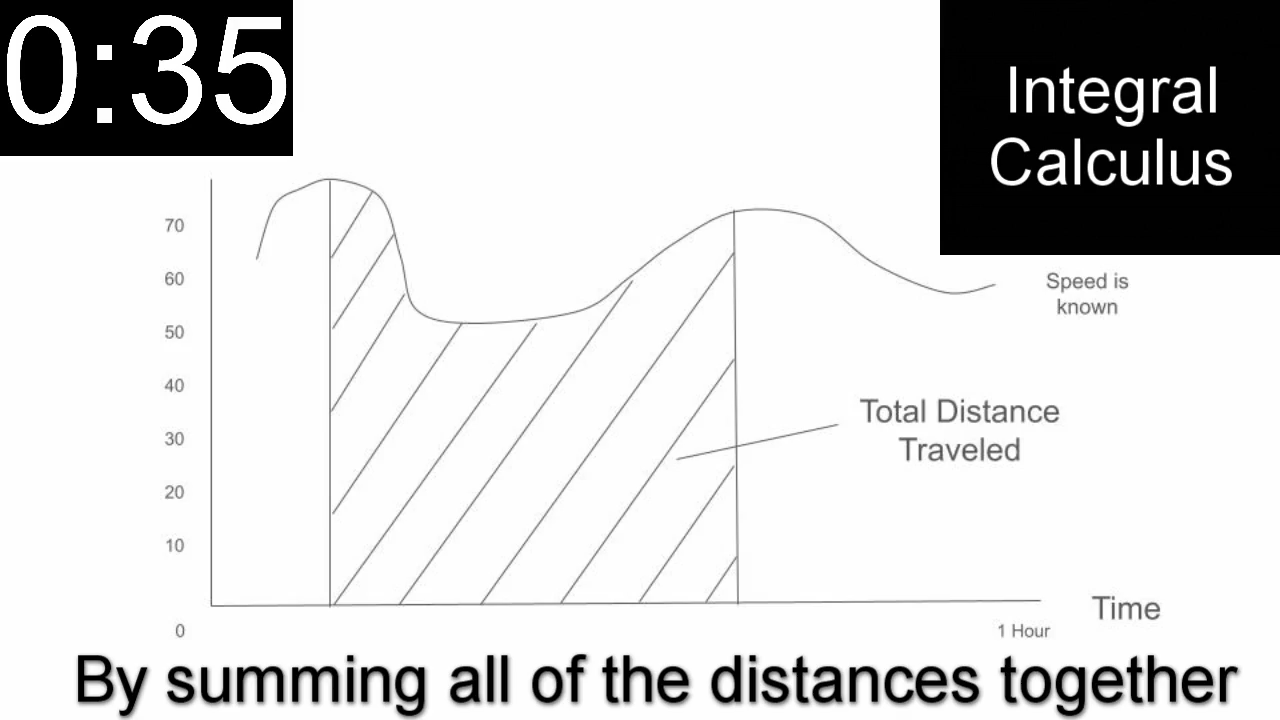 0:35
Integral
Calculus
70
60
50
40
30
20
10
0
Speed is
known
Total Distance
Traveled
Time
1 Hour
By summing all of the distances together